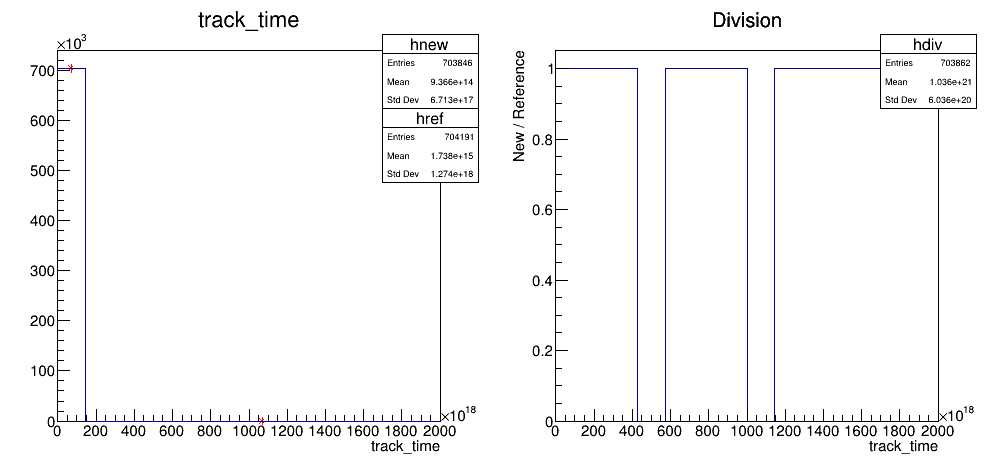 track_time
×10³
700
600
500
400
300
200
100
0
0 200 400 600 800 1000 1200 1400 1600 1800 2000
×10¹⁸
track_time
hnew
Entries 703846
Mean 9.366e+14
Std Dev 6.713e+17
href
Entries 704191
Mean 1.738e+15
Std Dev 1.274e+18
Division
New / Reference
1
0.8
0.6
0.4
0.2
0
0 200 400 600 800 1000 1200 1400 1600 1800 2000
×10¹⁸
track_time
hdiv
Entries 703862
Mean 1.036e+21
Std Dev 6.036e+20